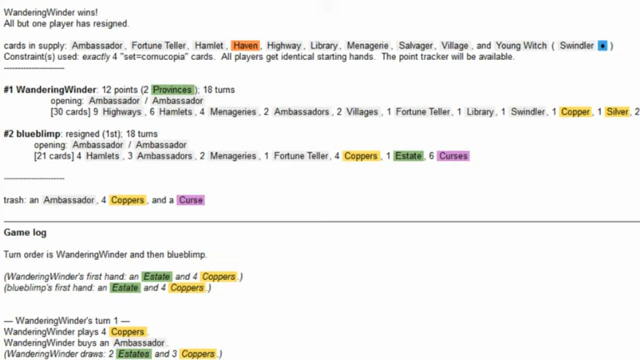 WanderingWinder wins!
All but one player has resigned.
cards in supply: Ambassador, Fortune Teller, Hamlet, Haven, Highway, Library, Menagerie, Salvager, Village, and Young Witch (Swindler ♦)
Constraint(s) used: exactly 4 "set=cornucopia" cards. All players get identical starting hands. The point tracker will be available.
----------------------
#1 WanderingWinder: 12 points (2 Provinces); 18 turns
opening: Ambassador / Ambassador
[30 cards] 9 Highways, 6 Hamlets, 4 Menageries, 2 Ambassadors, 2 Villages, 1 Fortune Teller, 1 Library, 1 Swindler, 1 Copper, 1 Silver, 2
#2 blueblimp: resigned (1st); 18 turns
opening: Ambassador / Ambassador
[21 cards] 4 Hamlets, 3 Ambassadors, 2 Menageries, 1 Fortune Teller, 4 Coppers, 1 Estate, 6 Curses
----------------------
trash: an Ambassador, 4 Coppers, and a Curse
Game log
Turn order is WanderingWinder and then blueblimp.
(WanderingWinder's first hand: an Estate and 4 Coppers.)
(blueblimp's first hand: an Estate and 4 Coppers.)
— WanderingWinder's turn 1 —
WanderingWinder plays 4 Coppers.
WanderingWinder buys an Ambassador.
(WanderingWinder draws: 2 Estates and 3 Coppers.)